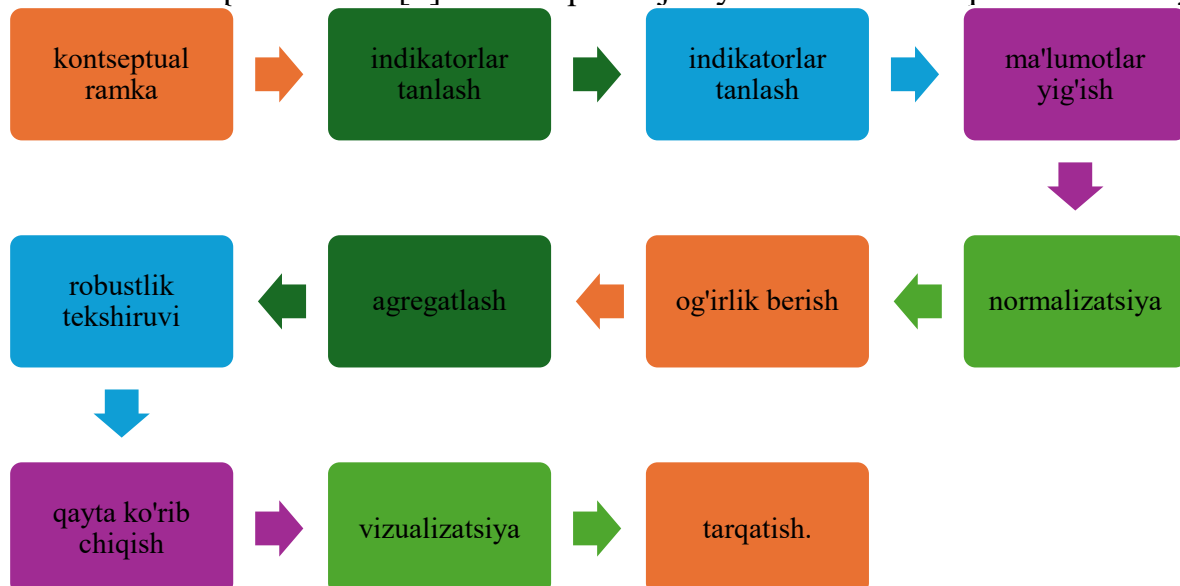 kontseptual
ramka
indikatorlar
tanlash
indikatorlar
tanlash
ma'lumotlar
yig'ish
normalizatsiya
og'irlik berish
agregatlash
robustlik
tekshiruvi
qayta ko'rib
chiqish
vizualizatsiya
tarqatish.